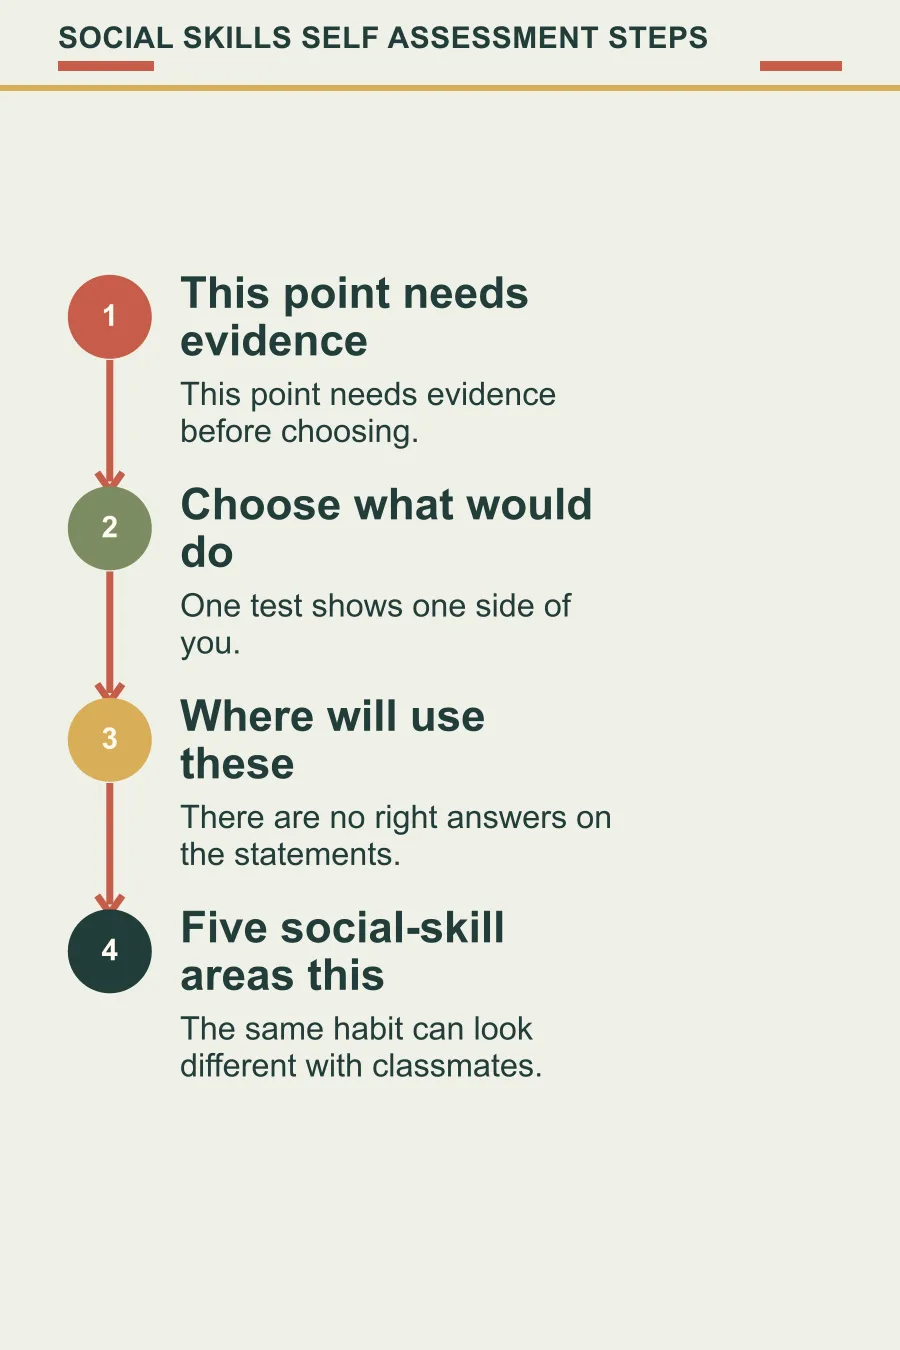 SOCIAL SKILLS SELF ASSESSMENT STEPS
1
This point needs
evidence
This point needs evidence
before choosing.
2
Choose what would
do
One test shows one side of
you.
3
Where will use
these
There are no right answers on
the statements.
4
Five social-skill
areas this
The same habit can look
different with classmates.